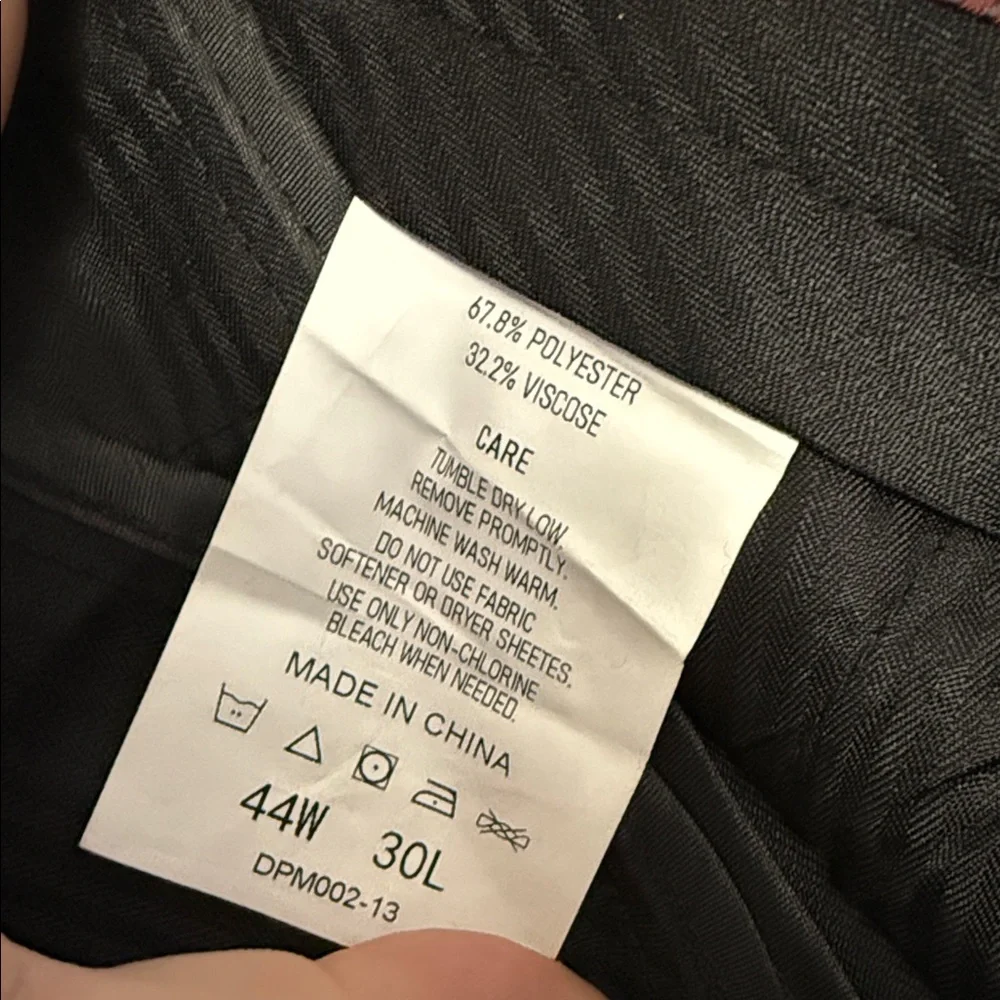 67.8% POLYESTER
32.2% VISCOSE
CARE
TUMBLE DRY LOW,
REMOVE PROMPTLY.
MACHINE WASH WARM.
DO NOT USE FABRIC
SOFTENER OR DRYER SHEETES.
USE ONLY NON-CHLORINE
BLEACH WHEN NEEDED.
MADE IN CHINA
44W 30L
DPM002-13